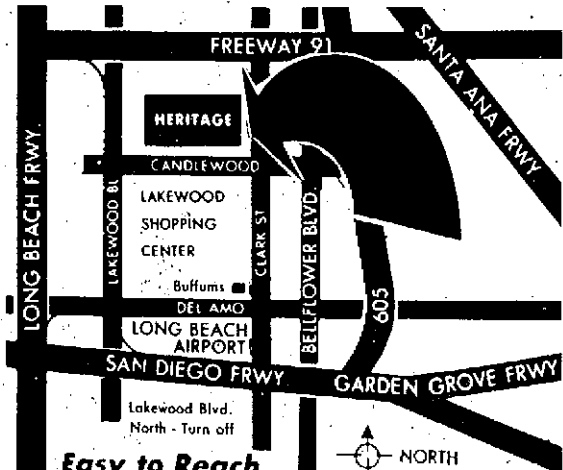 FREEWAY 91
SANTA ANA FRWY.
HERITAGE
CANDLEWOOD
LONG BEACH FRWY.
LAKEWOOD BL
LAKEWOOD
SHOPPING
CENTER
CLARK ST
BELLFLOWER BLVD.
Buffums
DEL AMO
605
LONG BEACH
AIRPORT
SAN DIEGO FRWY.
GARDEN GROVE FRWY
Lakewood Blvd.
North - Turn off
NORTH
Easy to Reach